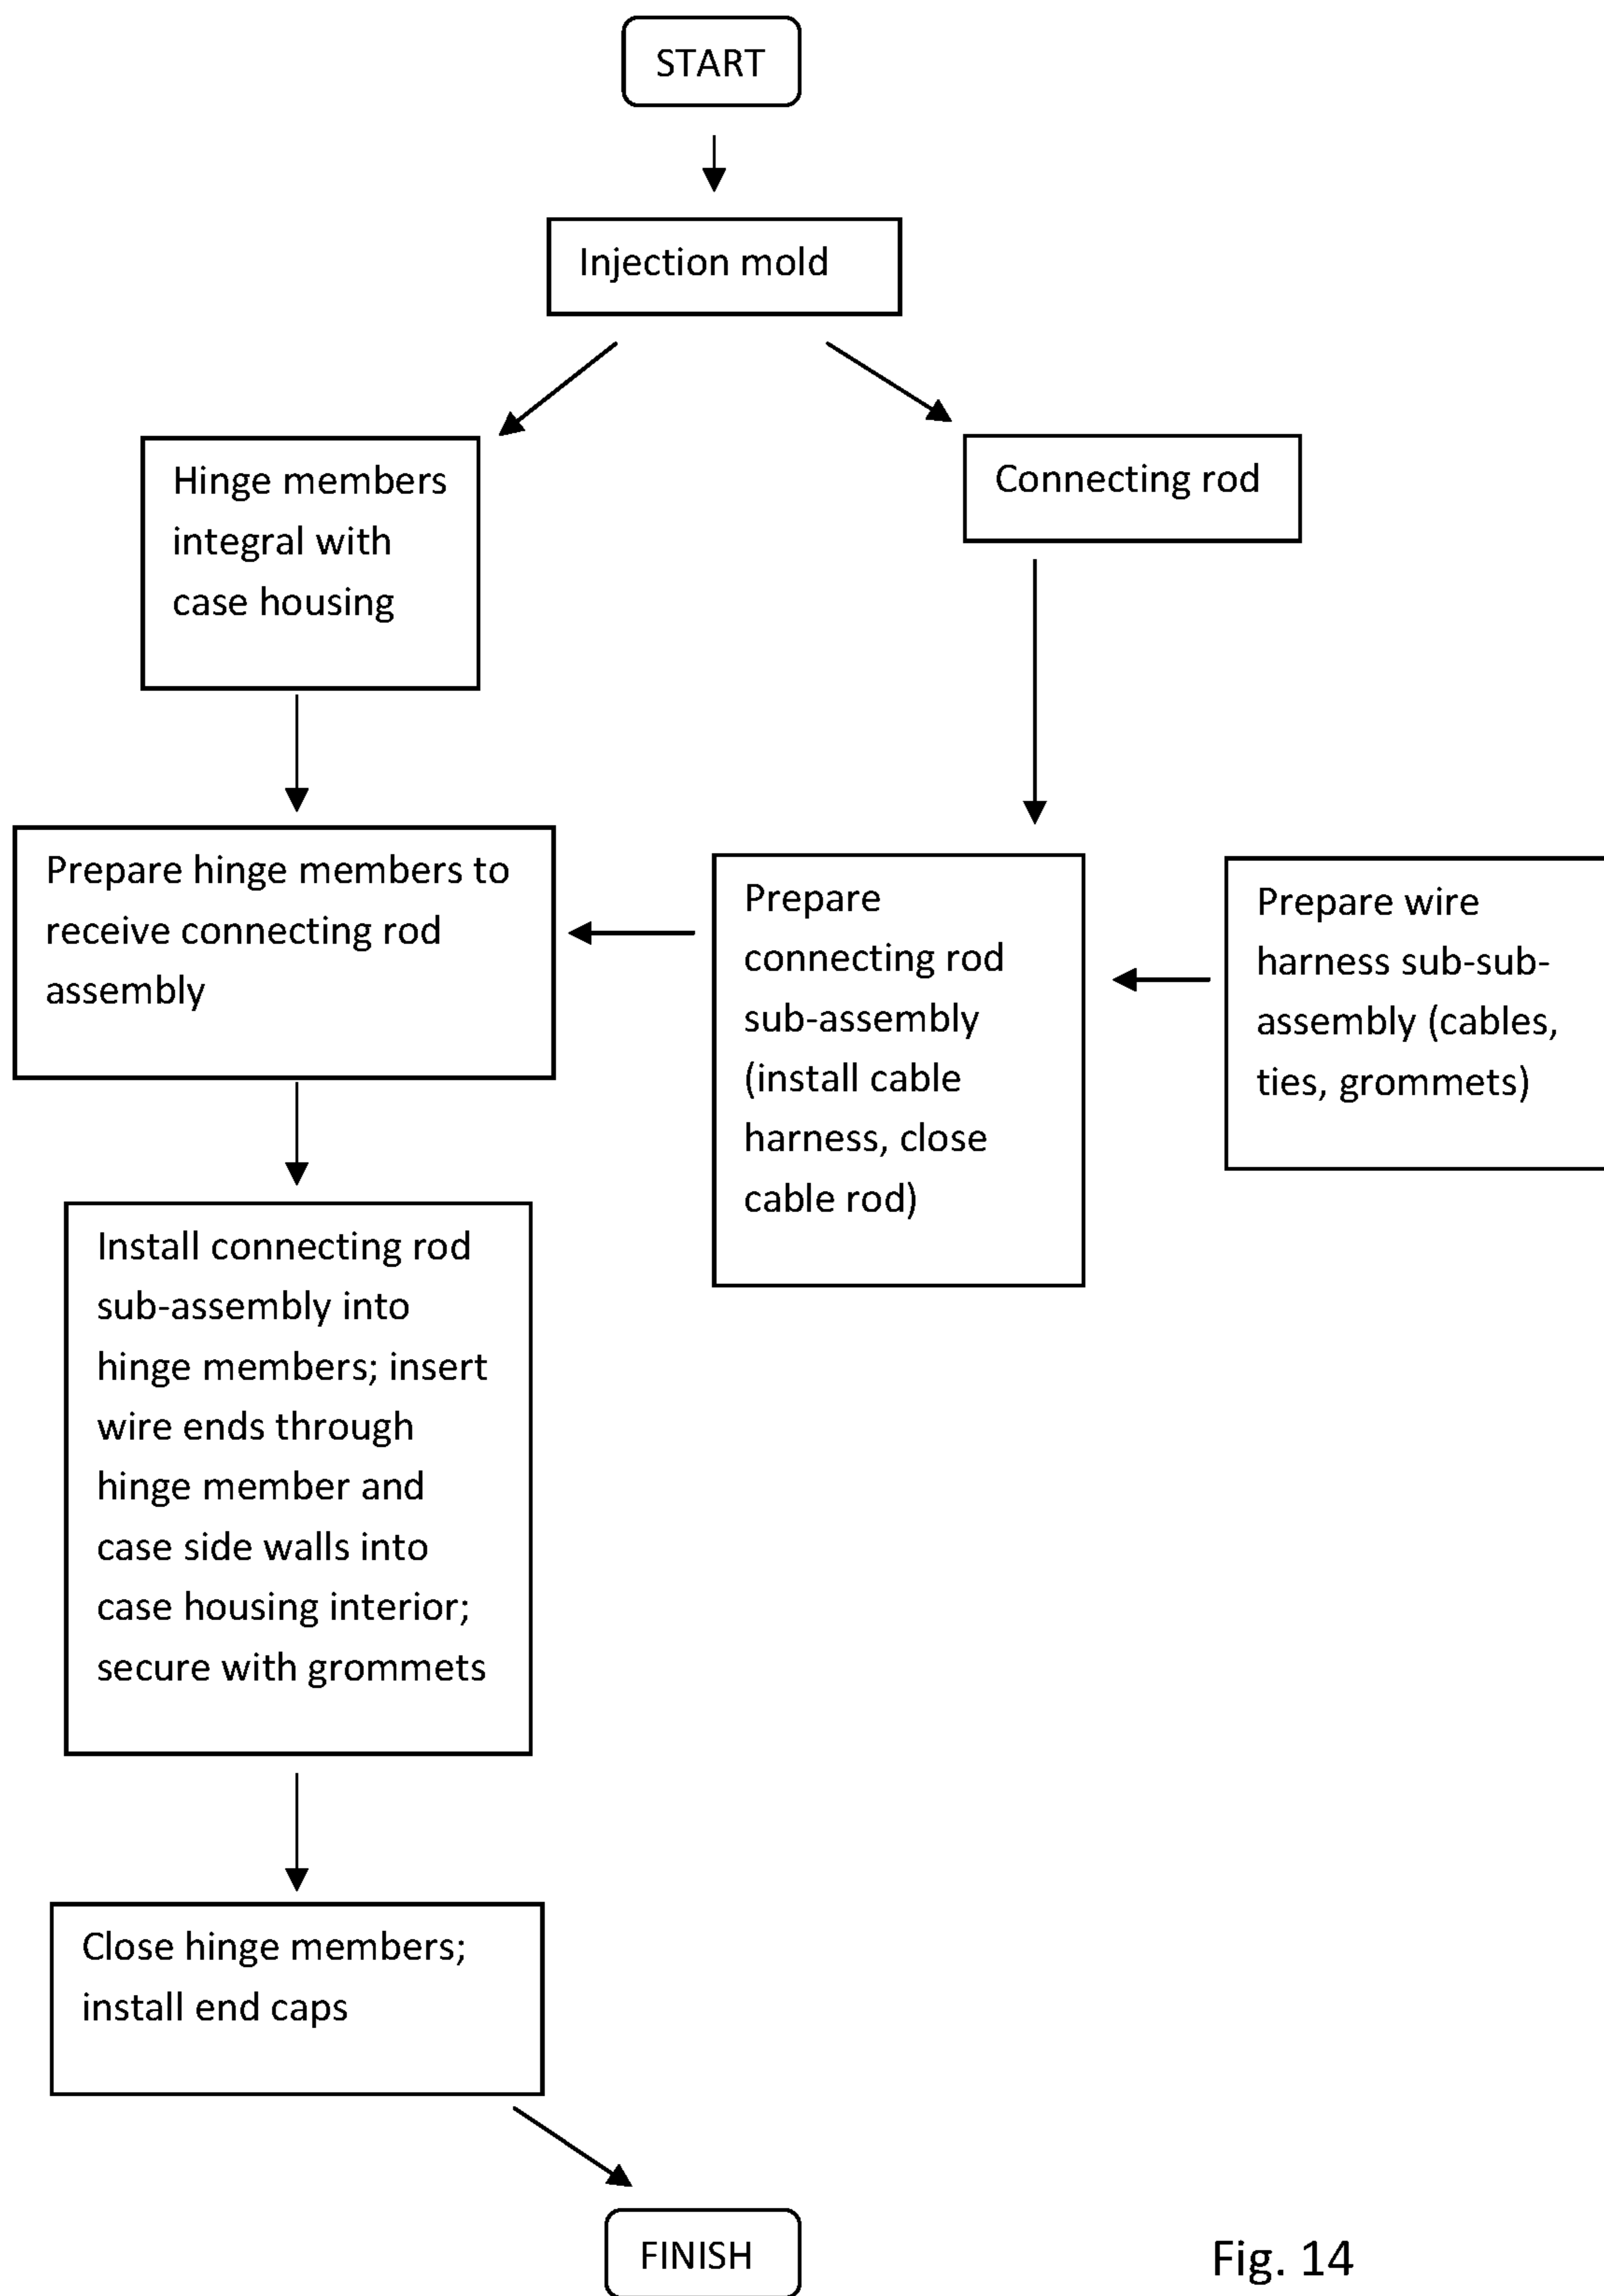 START
Injection mold
Hinge members
integral with
case housing
Connecting rod
Prepare hinge members to
receive connecting rod
assembly
Prepare
connecting rod
sub-assembly
(install cable
harness, close
cable rod)
Prepare wire
harness sub-sub-
assembly (cables,
ties, grommets)
Install connecting rod
sub-assembly into
hinge members; insert
wire ends through
hinge member and
case side walls into
case housing interior;
secure with grommets
Close hinge members;
install end caps
FINISH
Fig. 14